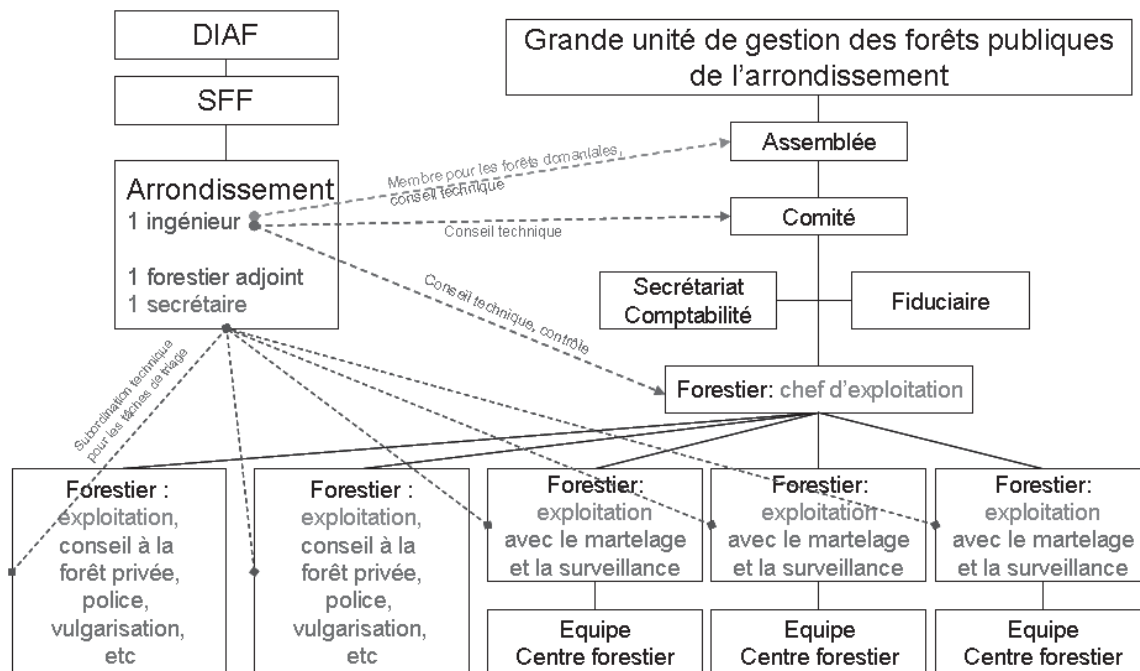 DIAF
SFF
Arrondissement
1 ingénieur
1 forestier adjoint
1 secrétaire
Grande unité de gestion des forêts publiques
de l’arrondissement
Assemblée
Comité
Secrétariat
Comptabilité
Fiduciaire
Forestier: chef d’exploitation
Membre pour les forêts domaniales,
conseil technique
Conseil technique
Conseil technique, contrôle
Subordination technique
pour les tâches de triage
Forestier :
exploitation,
conseil à la
forêt privée,
police,
vulgarisation,
etc
Forestier :
exploitation,
conseil à la
forêt privée,
police,
vulgarisation,
etc
Forestier:
exploitation
avec le martelage
et la surveillance
Forestier:
exploitation
avec le martelage
et la surveillance
Forestier:
exploitation
avec le martelage
et la surveillance
Equipe
Centre forestier
Equipe
Centre forestier
Equipe
Centre forestier